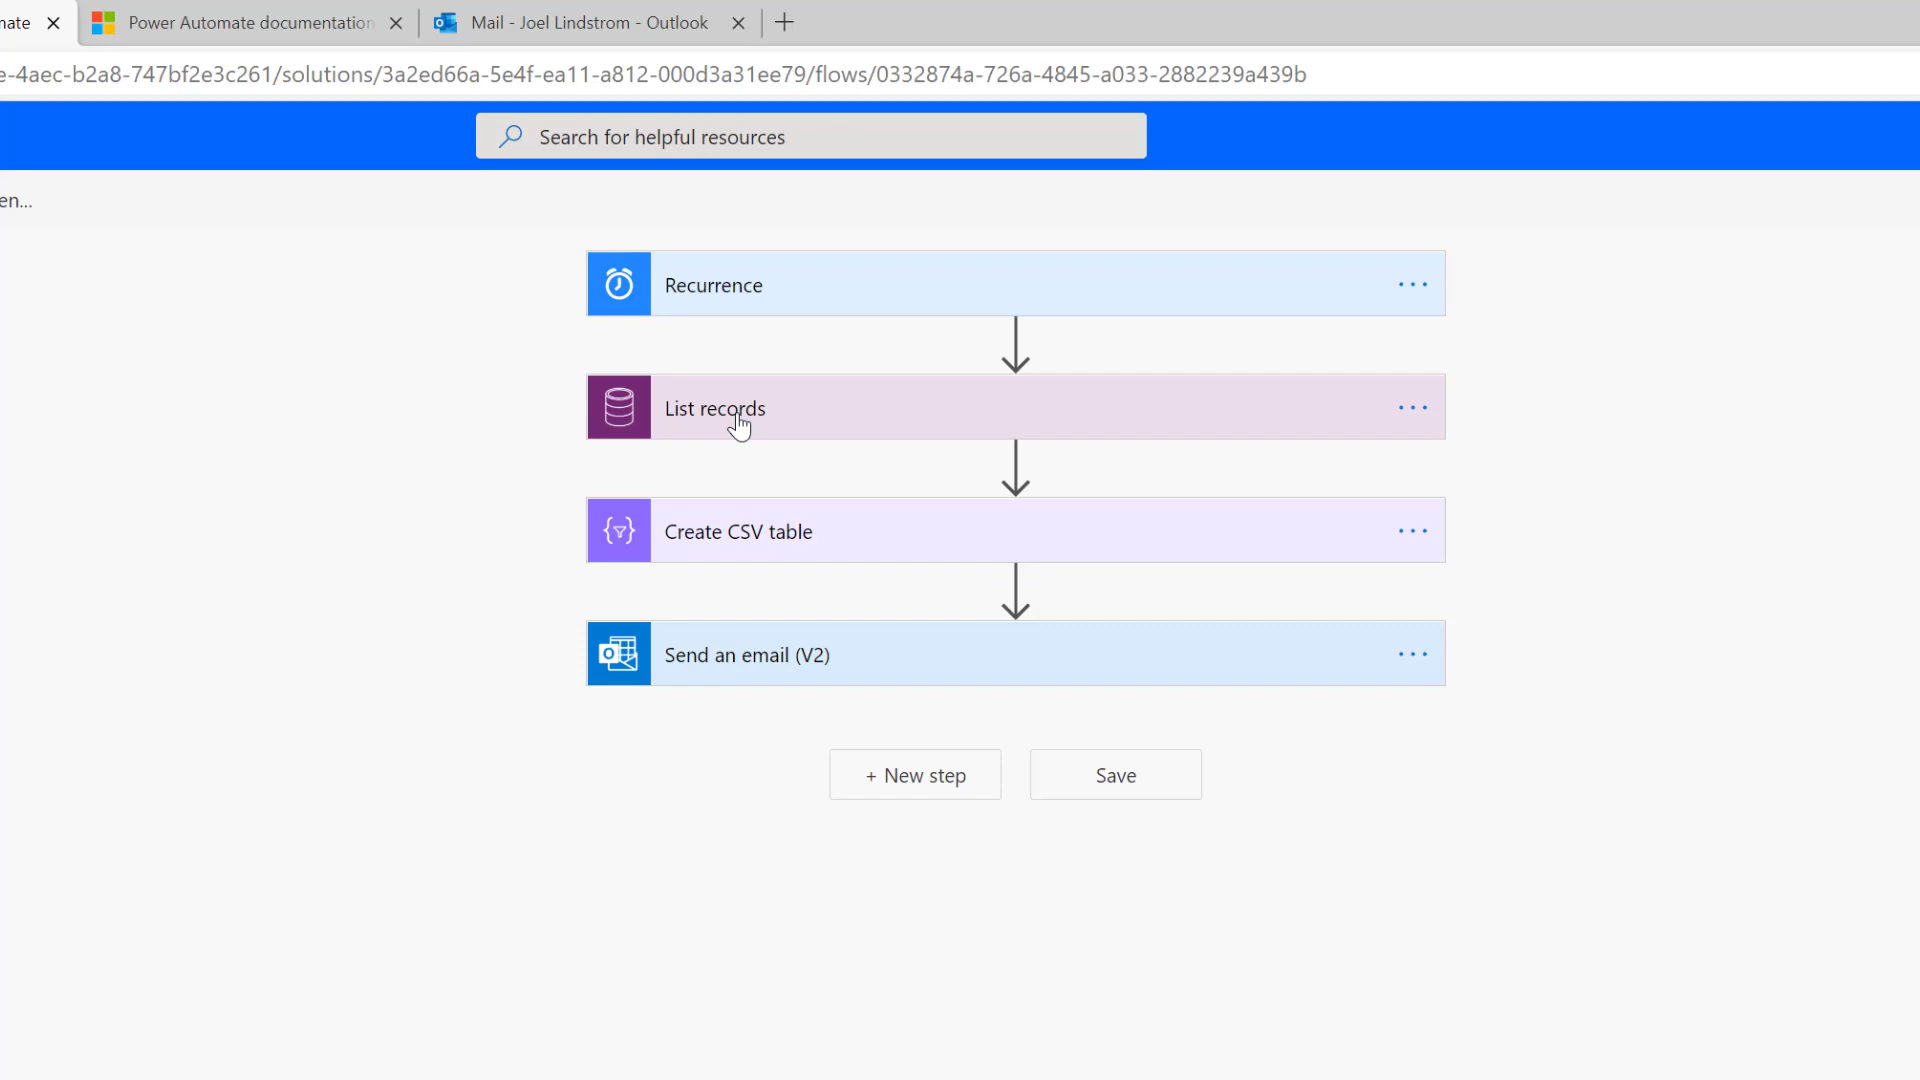 mate
Power Automate documentation
Mail - Joel Lindstrom - Outlook
e-4aec-b2a8-747bf2e3c261/solutions/3a2ed66a-5e4f-ea11-a812-000d3a31ee79/flows/0332874a-726a-4845-a033-2882239a439b
Search for helpful resources
en...
Recurrence
List records
Create CSV table
Send an email (V2)
+ New step
Save